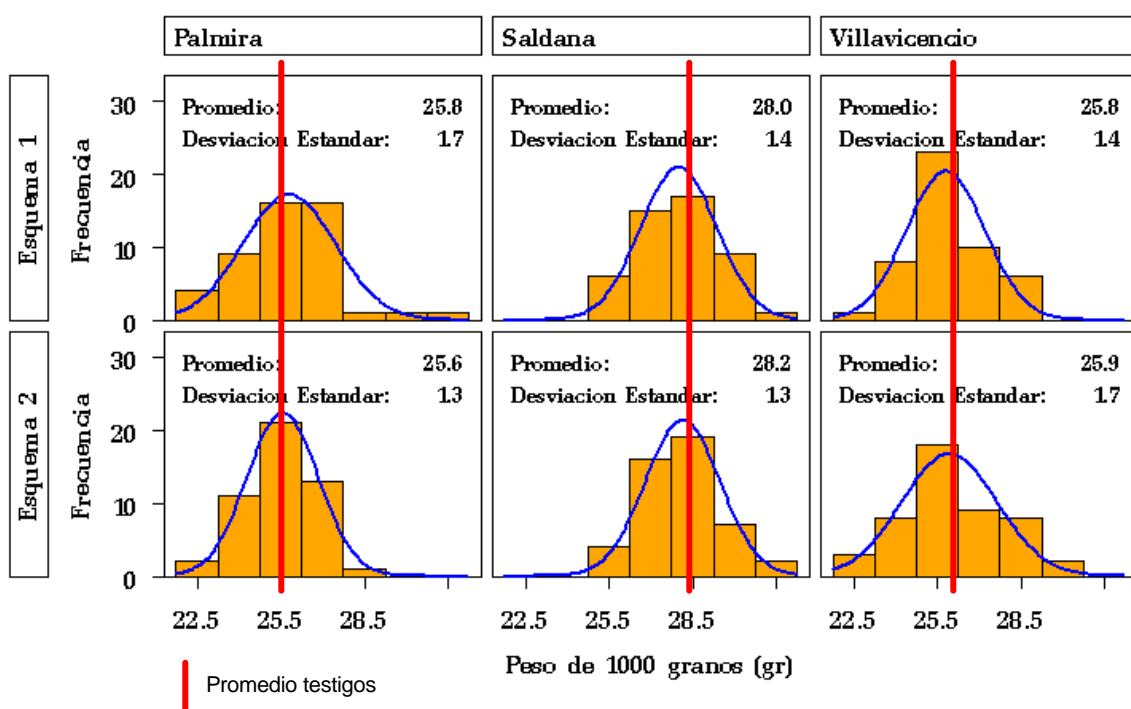 Palmira
Saldana
Villavicencio
Esquema 1
Frecuencia
30
20
10
0
Promedio: 25.8
Desviacion Estandar: 1.7
Promedio: 28.0
Desviacion Estandar: 1.4
Promedio: 25.8
Desviacion Estandar: 1.4
Esquema 2
Frecuencia
30
20
10
0
Promedio: 25.6
Desviacion Estandar: 1.3
Promedio: 28.2
Desviacion Estandar: 1.3
Promedio: 25.9
Desviacion Estandar: 1.7
22.5 25.5 28.5
22.5 25.5 28.5
22.5 25.5 28.5
Peso de 1000 granos (gr)
Promedio testigos